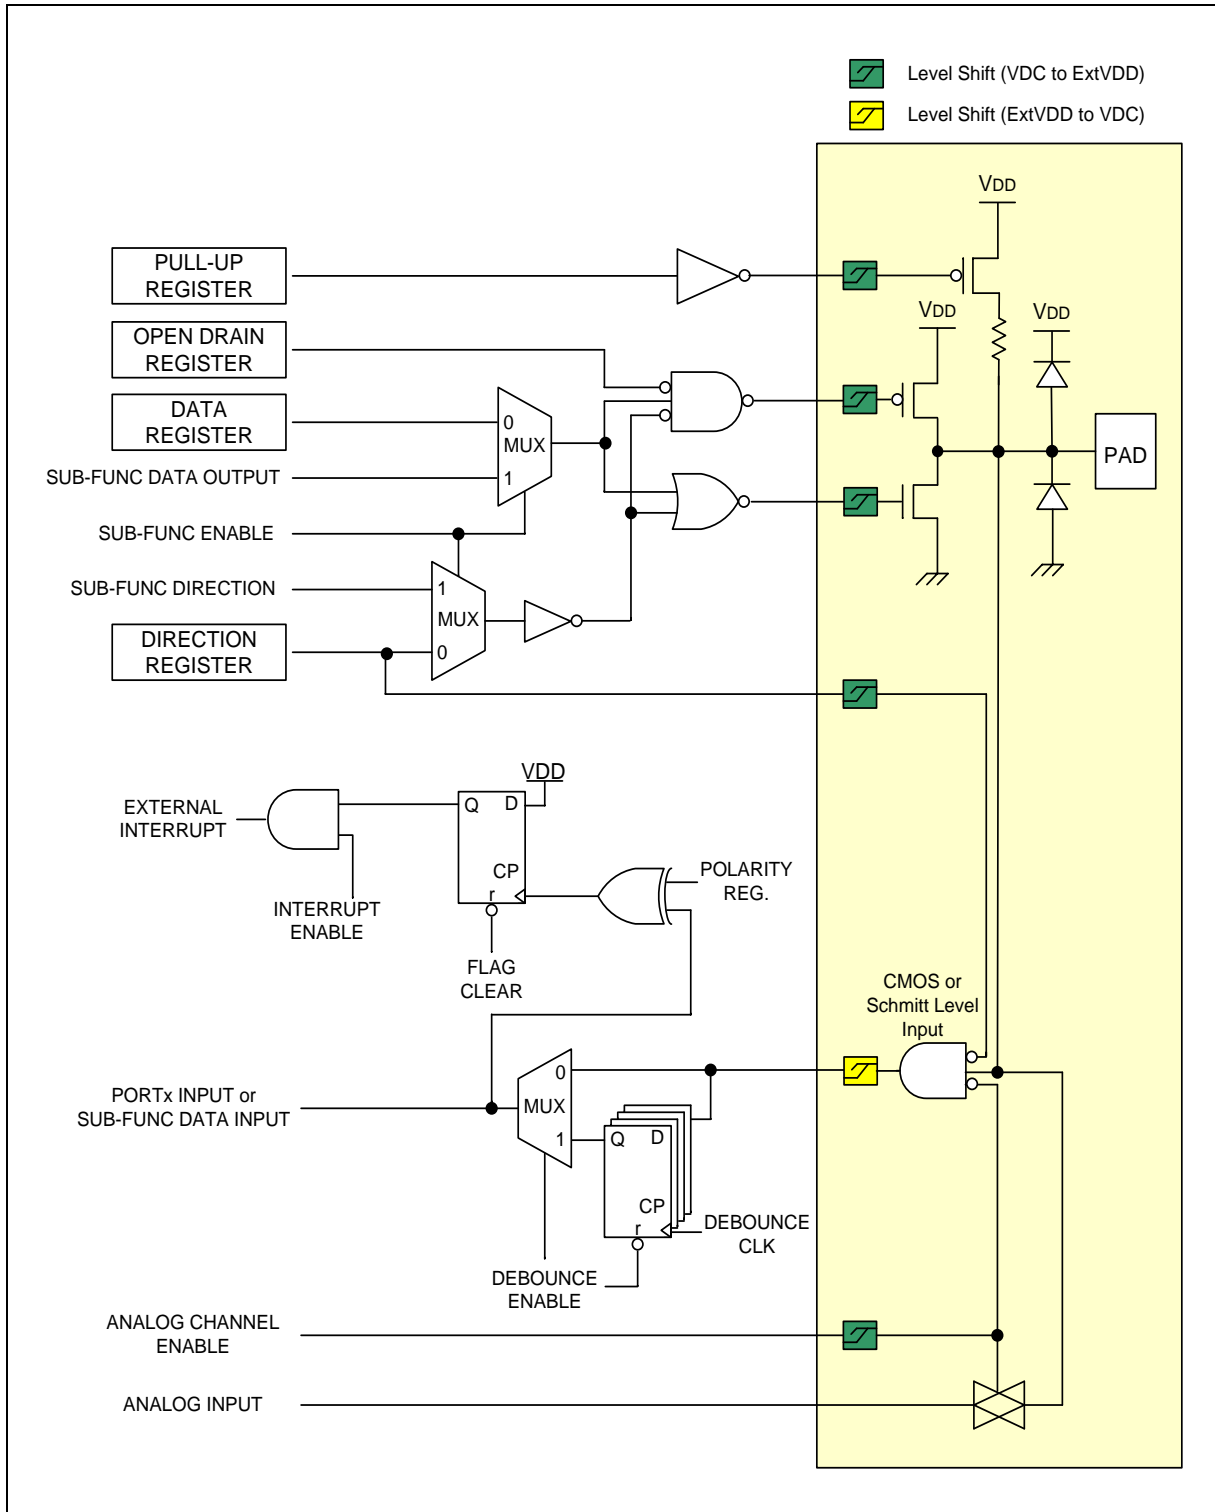 Level Shift (VDC to ExtVDD)
Level Shift (ExtVDD to VDC)
VDD
PULL-UP
REGISTER
VDD
VDD
OPEN DRAIN
REGISTER
DATA
REGISTER
0
MUX
1
PAD
SUB-FUNC DATA OUTPUT
SUB-FUNC ENABLE
SUB-FUNC DIRECTION
1
MUX
0
DIRECTION
REGISTER
VDD
EXTERNAL
INTERRUPT
Q D
CP
r
POLARITY
REG.
INTERRUPT
ENABLE
FLAG
CLEAR
CMOS or
Schmitt Level
Input
PORTx INPUT or
SUB-FUNC DATA INPUT
0
MUX
1
Q D
CP
r
DEBOUNCE
CLK
DEBOUNCE
ENABLE
ANALOG CHANNEL
ENABLE
ANALOG INPUT